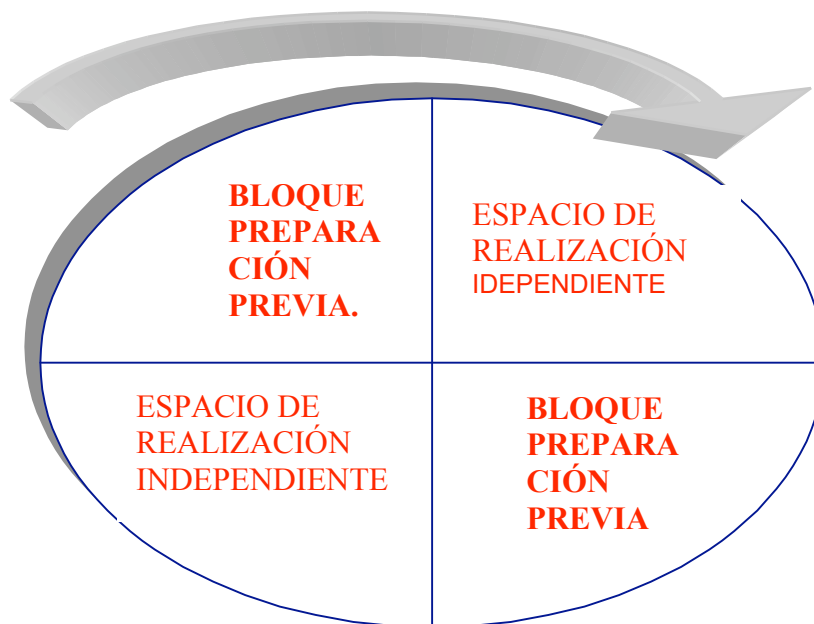 BLOQUE
PREPARA
CIÓN
PREVIA.
ESPACIO DE
REALIZACIÓN
IDEPENDIENTE
ESPACIO DE
REALIZACIÓN
INDEPENDIENTE
BLOQUE
PREPARA
CIÓN
PREVIA